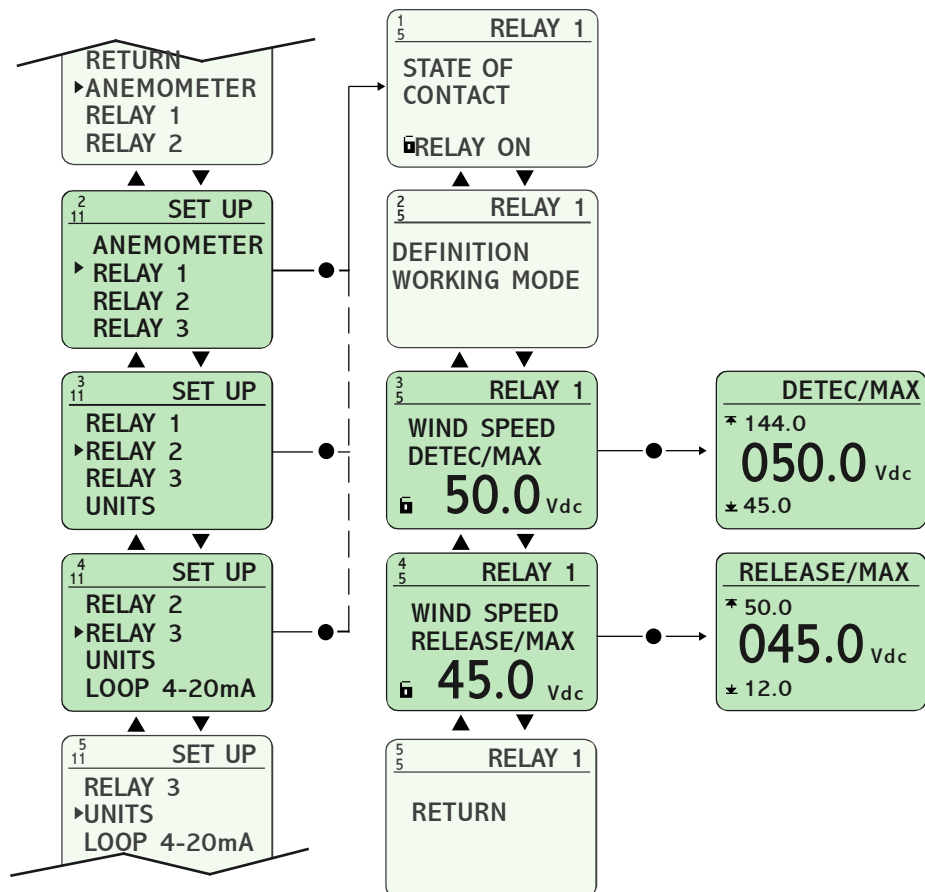 RETURN
▸ANEMOMETER
RELAY 1
RELAY 2
2
11 SET UP
ANEMOMETER
▸RELAY 1
RELAY 2
RELAY 3
3
11 SET UP
RELAY 1
▸RELAY 2
RELAY 3
UNITS
4
11 SET UP
RELAY 2
▸RELAY 3
UNITS
LOOP 4-20mA
5
11 SET UP
RELAY 3
▸UNITS
LOOP 4-20mA
1
5 RELAY 1
STATE OF
CONTACT
RELAY ON
2
5 RELAY 1
DEFINITION
WORKING MODE
3
5 RELAY 1
WIND SPEED
DETEC/MAX
50.0 Vdc
4
5 RELAY 1
WIND SPEED
RELEASE/MAX
45.0 Vdc
5
5 RELAY 1
RETURN
DETEC/MAX
144.0
050.0 Vdc
45.0
RELEASE/MAX
50.0
045.0 Vdc
12.0